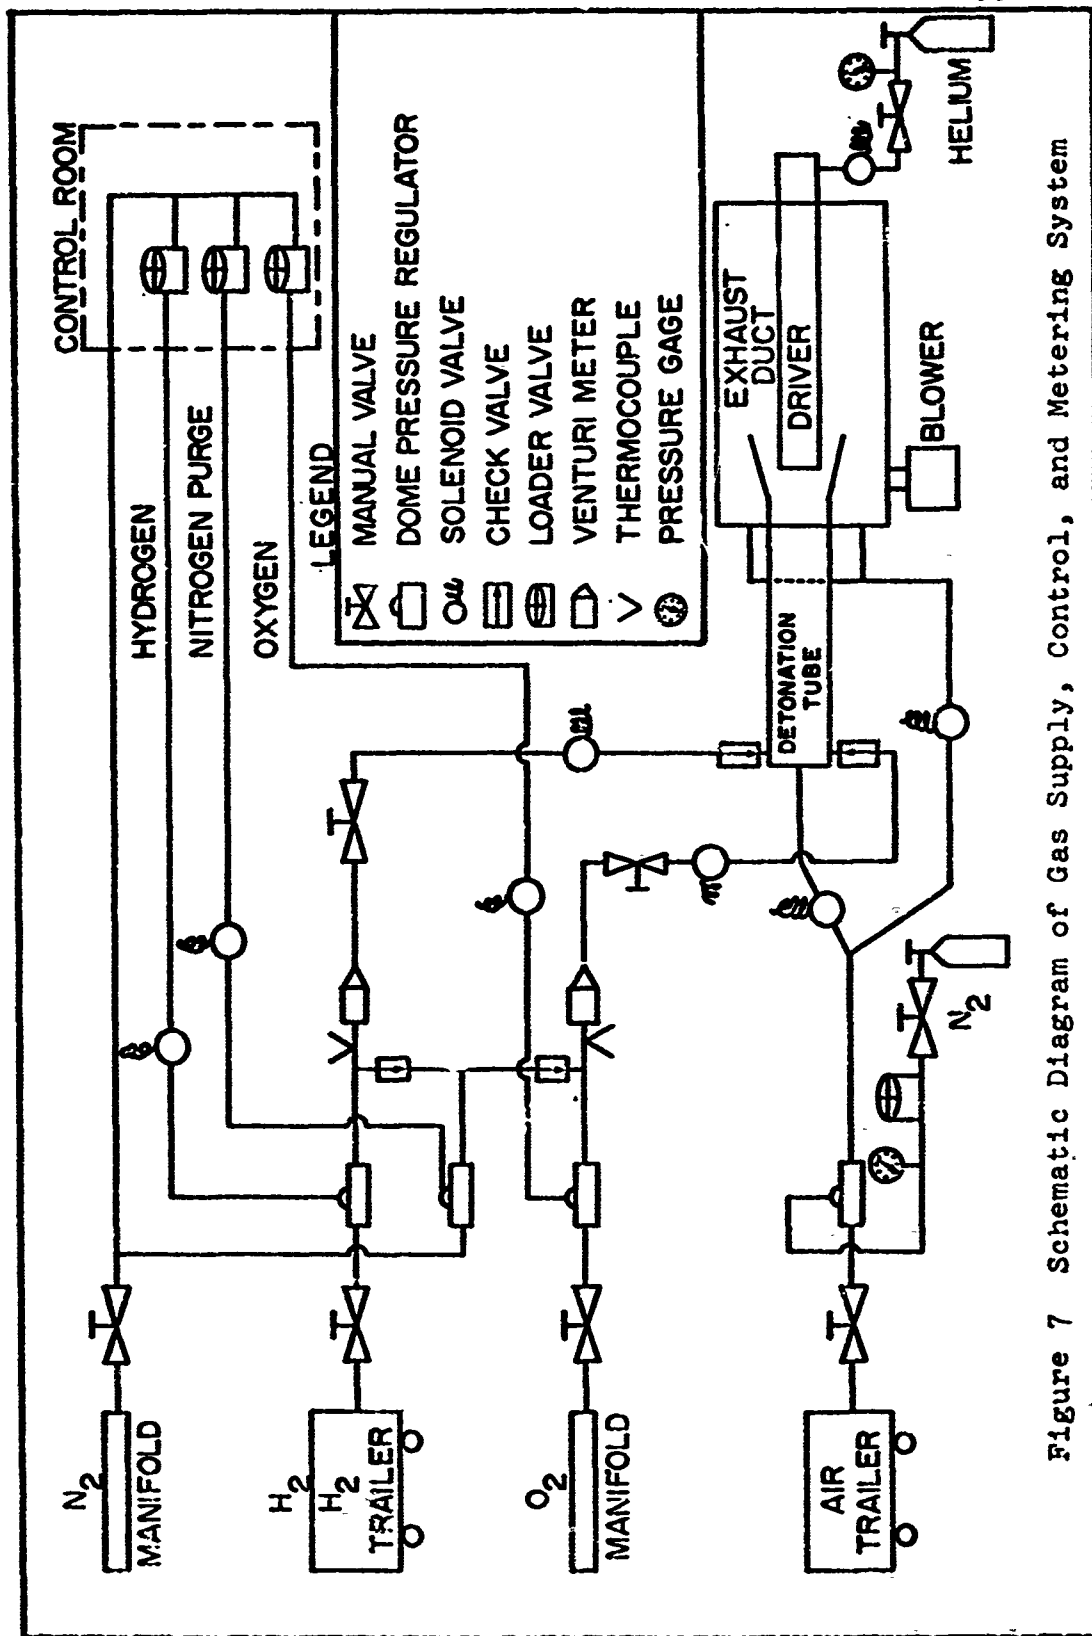 CONTROL ROOM
HYDROGEN
NITROGEN PURGE
OXYGEN
LEGEND
MANUAL VALVE
DOME PRESSURE REGULATOR
SOLENOID VALVE
CHECK VALVE
LOADER VALVE
VENTURI METER
THERMOCOUPLE
PRESSURE GAGE
N2
MANIFOLD
H2
H2
TRAILER
O2
MANIFOLD
AIR
TRAILER
N2
DETONATION
TUBE
EXHAUST
DUCT
DRIVER
BLOWER
HELIUM
Figure 7 Schematic Diagram of Gas Supply, Control, and Metering System